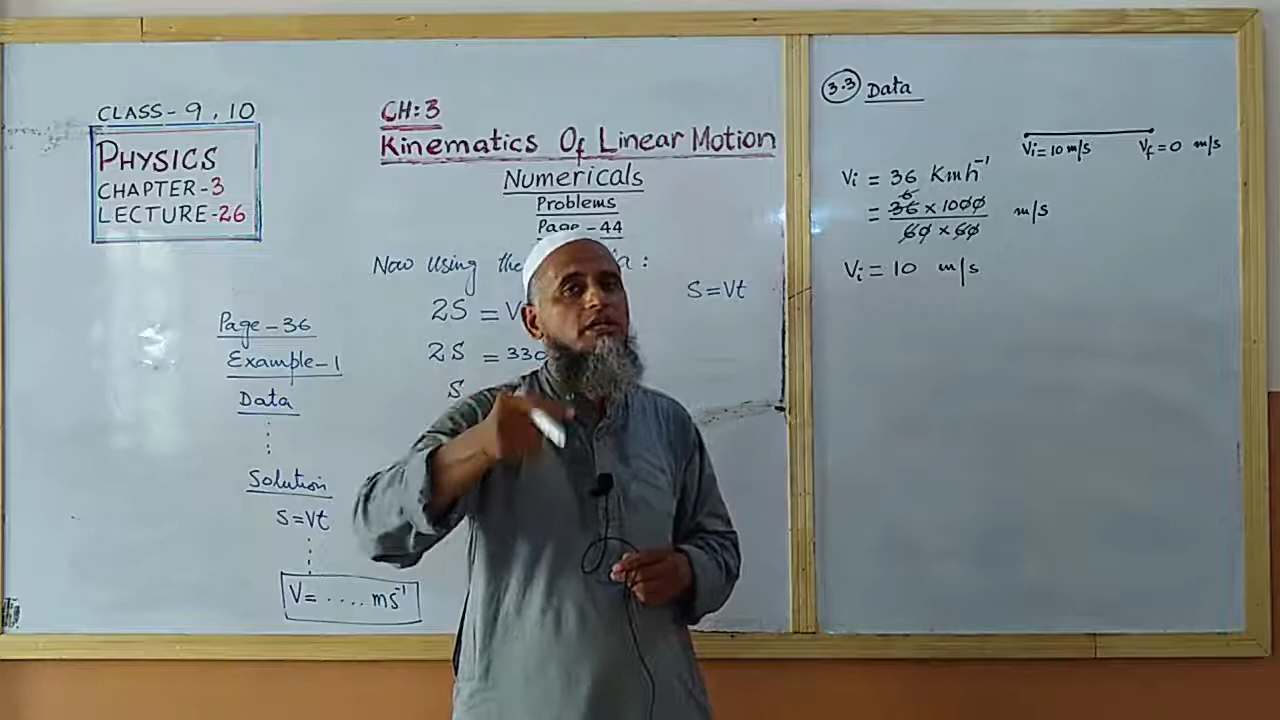 CLASS-9,10
PHYSICS
CHAPTER-3
LECTURE-26
Page-36
Example-1
Data
Solution
S=Vt
V= ..... ms⁻¹
CH:3
Kinematics Of Linear Motion
Numericals
Problems
Page-44
Now Using the
2S = V
2S = 330
S
S=Vt
3.3 Data
Vi=10 m/s Vf=0 m/s
Vi = 36 Kmh⁻¹
6
= 36 × 1000 m/s
60 × 60
Vi = 10 m/s